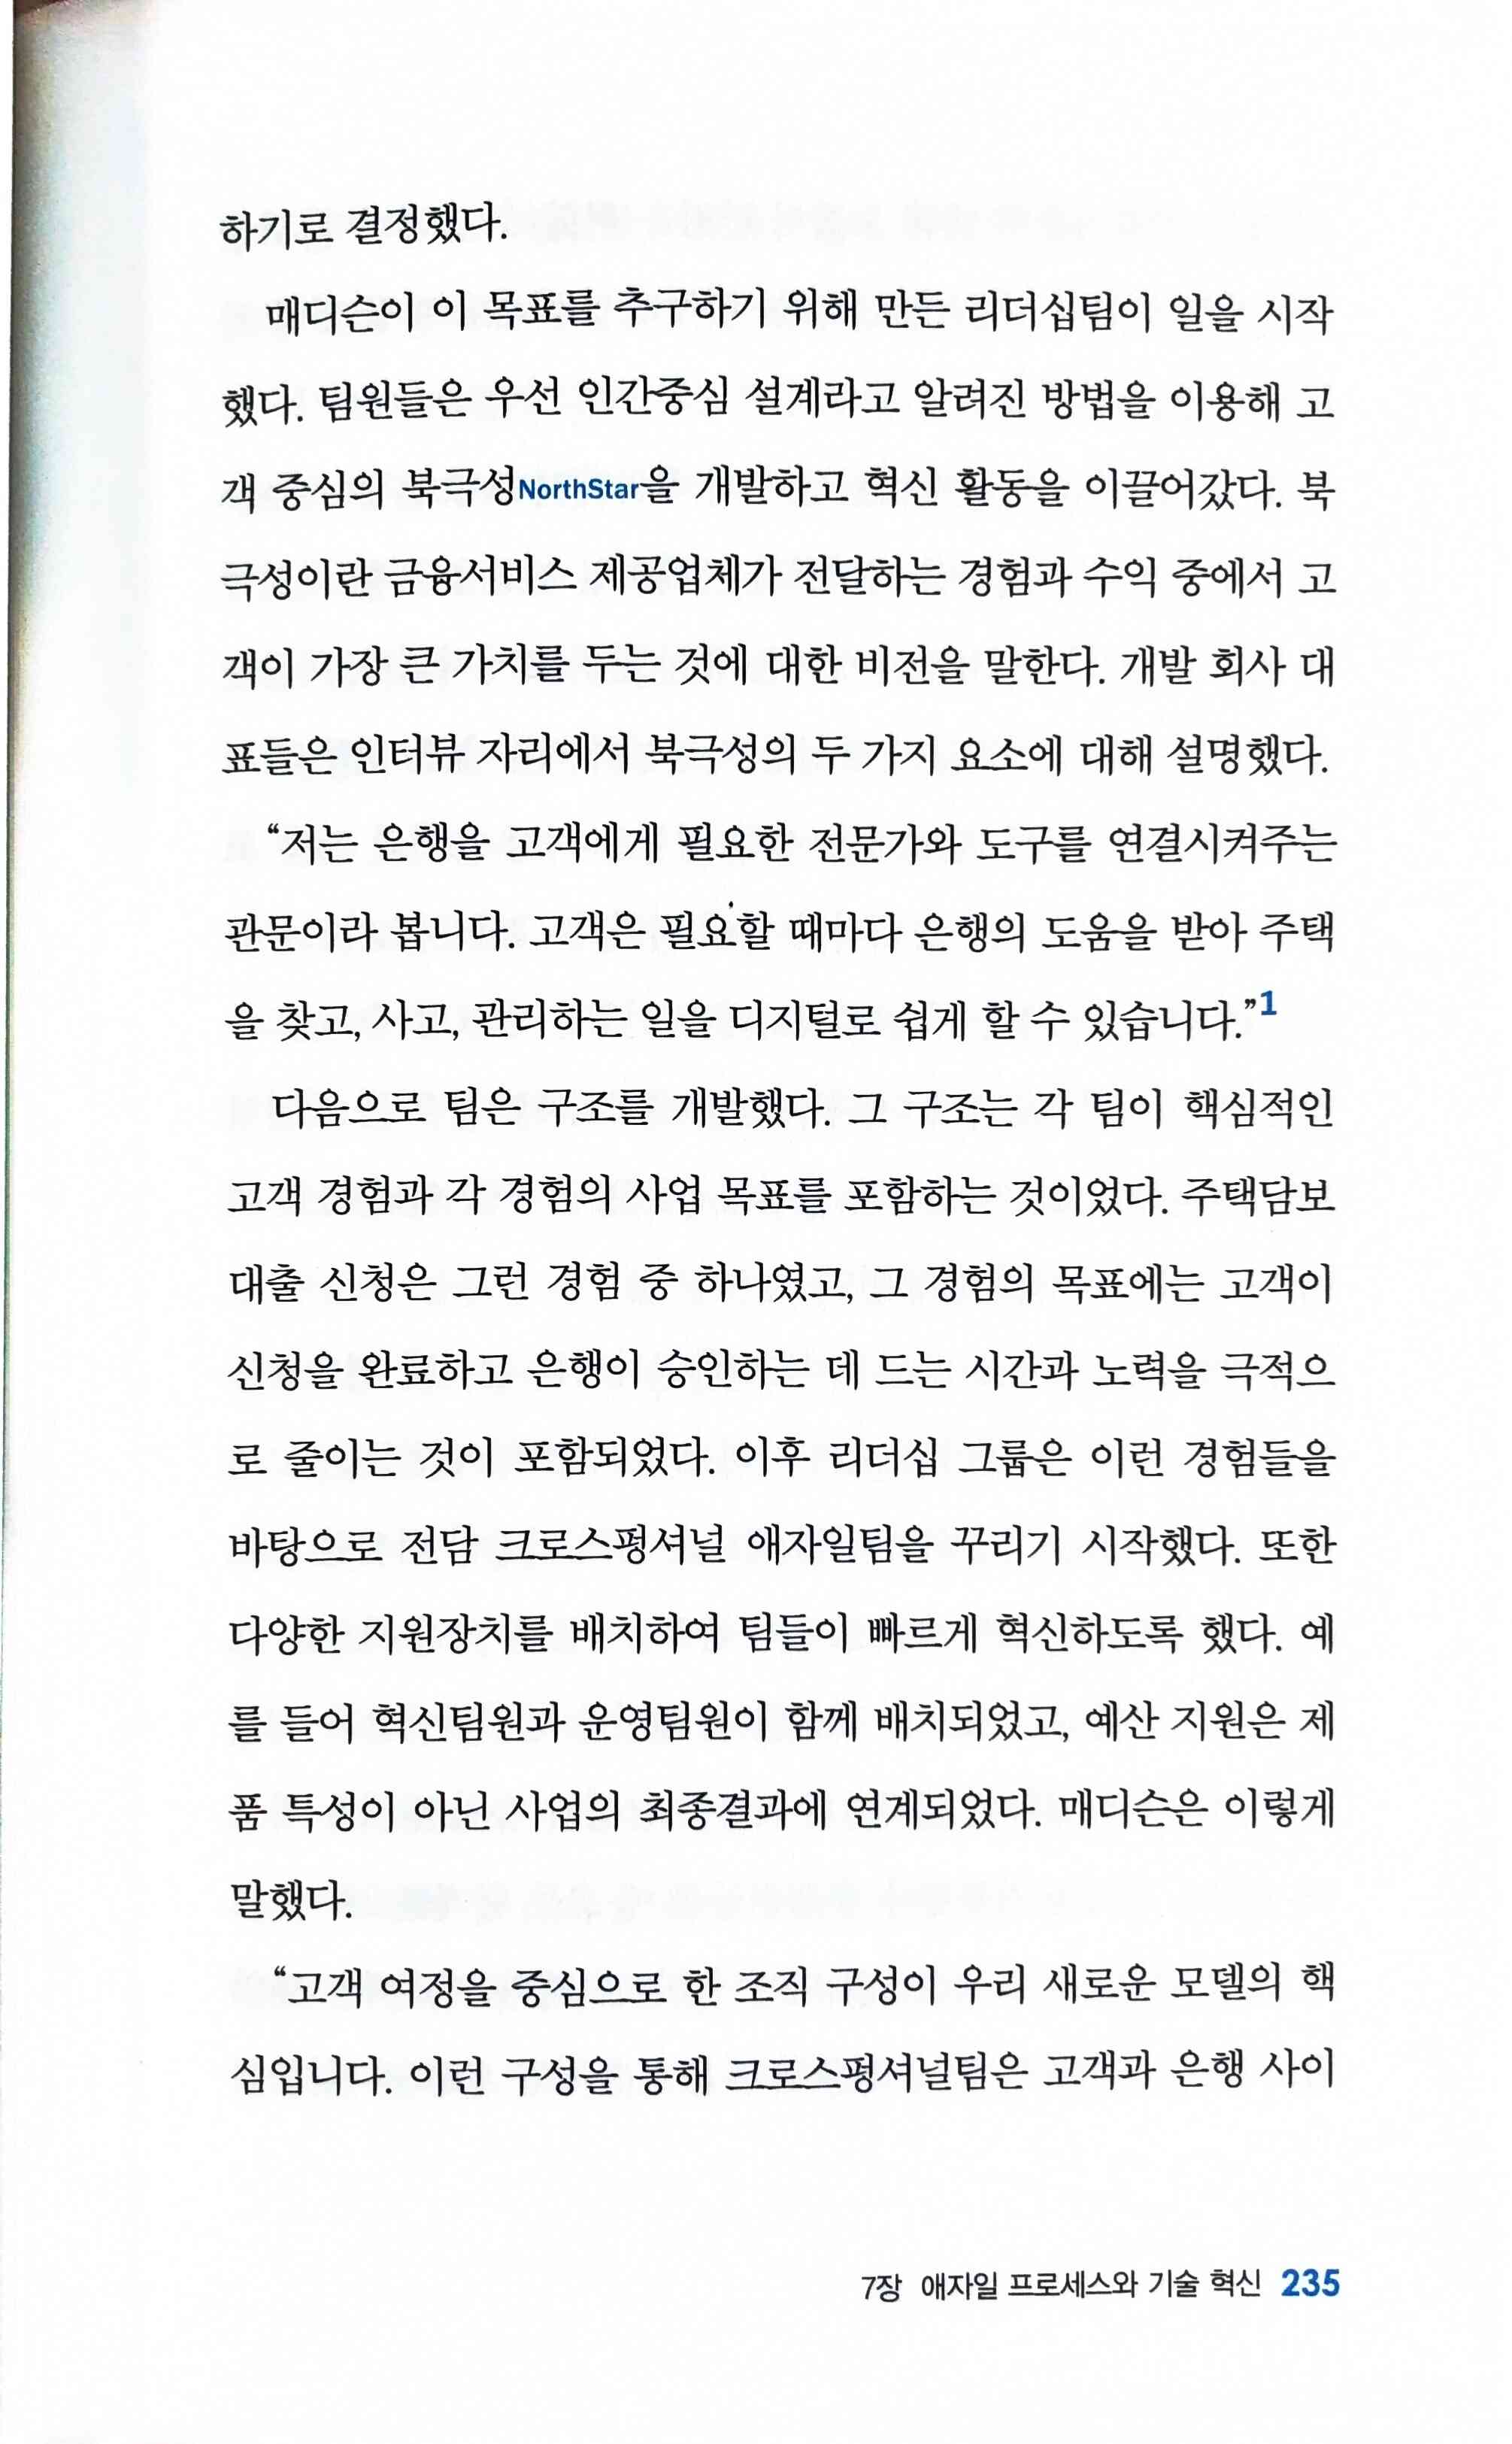 하기로 결정했다.
매디슨이 이 목표를 추구하기 위해 만든 리더십팀이 일을 시작
했다. 팀원들은 우선 인간중심 설계라고 알려진 방법을 이용해 고
객 중심의 북극성NorthStar을 개발하고 혁신 활동을 이끌어갔다. 북
극성이란 금융서비스 제공업체가 전달하는 경험과 수익 중에서 고
객이 가장 큰 가치를 두는 것에 대한 비전을 말한다. 개발 회사 대
표들은 인터뷰 자리에서 북극성의 두 가지 요소에 대해 설명했다.
“저는 은행을 고객에게 필요한 전문가와 도구를 연결시켜주는
관문이라 봅니다. 고객은 필요할 때마다 은행의 도움을 받아 주택
을 찾고, 사고, 관리하는 일을 디지털로 쉽게 할 수 있습니다.”1
다음으로 팀은 구조를 개발했다. 그 구조는 각 팀이 핵심적인
고객 경험과 각 경험의 사업 목표를 포함하는 것이었다. 주택담보
대출 신청은 그런 경험 중 하나였고, 그 경험의 목표에는 고객이
신청을 완료하고 은행이 승인하는 데 드는 시간과 노력을 극적으
로 줄이는 것이 포함되었다. 이후 리더십 그룹은 이런 경험들을
바탕으로 전담 크로스펑셔널 애자일팀을 꾸리기 시작했다. 또한
다양한 지원장치를 배치하여 팀들이 빠르게 혁신하도록 했다. 예
를 들어 혁신팀원과 운영팀원이 함께 배치되었고, 예산 지원은 제
품 특성이 아닌 사업의 최종결과에 연계되었다. 매디슨은 이렇게
말했다.
“고객 여정을 중심으로 한 조직 구성이 우리 새로운 모델의 핵
심입니다. 이런 구성을 통해 크로스펑셔널팀은 고객과 은행 사이
7장 애자일 프로세스와 기술 혁신 235